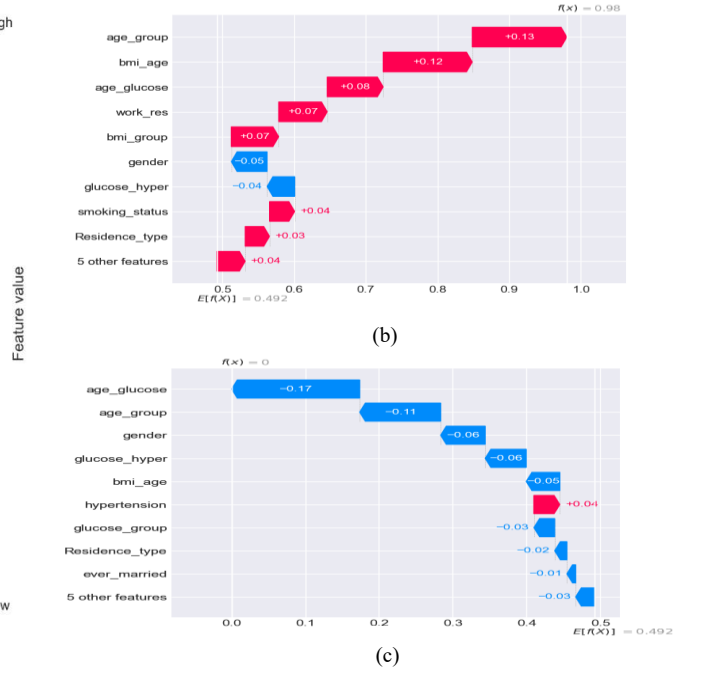 gh
f(x) = 0.98
age_group +0.13
bmi_age +0.12
age_glucose +0.08
work_res +0.07
bmi_group +0.07
gender −0.05
glucose_hyper −0.04
smoking_status +0.04
Residence_type +0.03
5 other features +0.04
0.5 0.6 0.7 0.8 0.9 1.0
E[f(X)] = 0.492
Feature value
(b)
f(x) = 0
age_glucose −0.17
age_group −0.11
gender −0.06
glucose_hyper −0.06
bmi_age −0.05
hypertension +0.04
glucose_group −0.03
Residence_type −0.02
ever_married −0.01
w
5 other features −0.03
0.0 0.1 0.2 0.3 0.4 0.5
E[f(X)] = 0.492
(c)